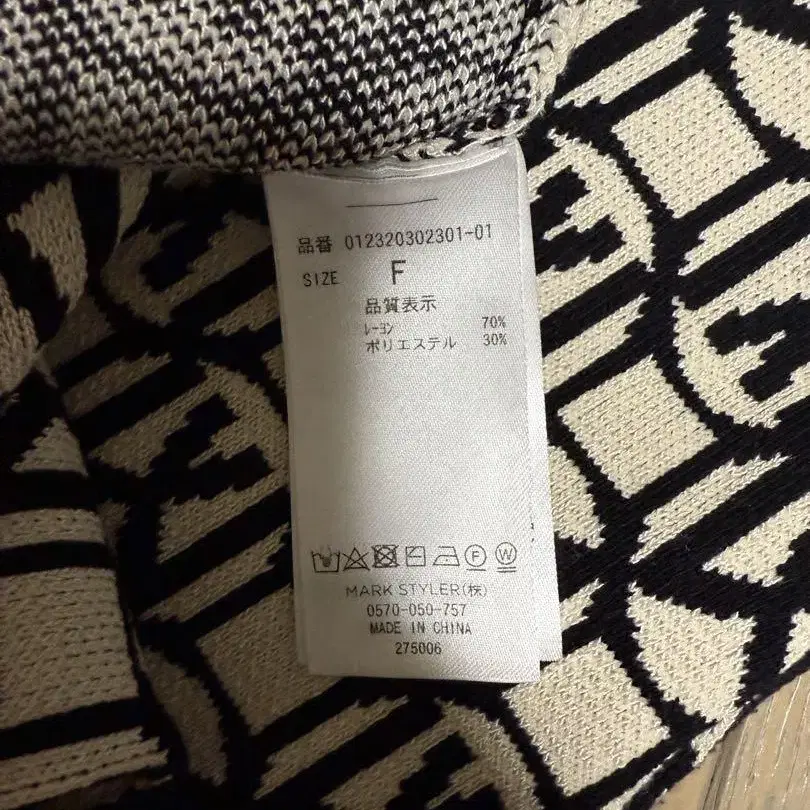 品番 012320302301-01
SIZE F
品質表示
レーヨン 70%
ポリエステル 30%
F W
MARK STYLER(株)
0570-050-757
MADE IN CHINA
275006